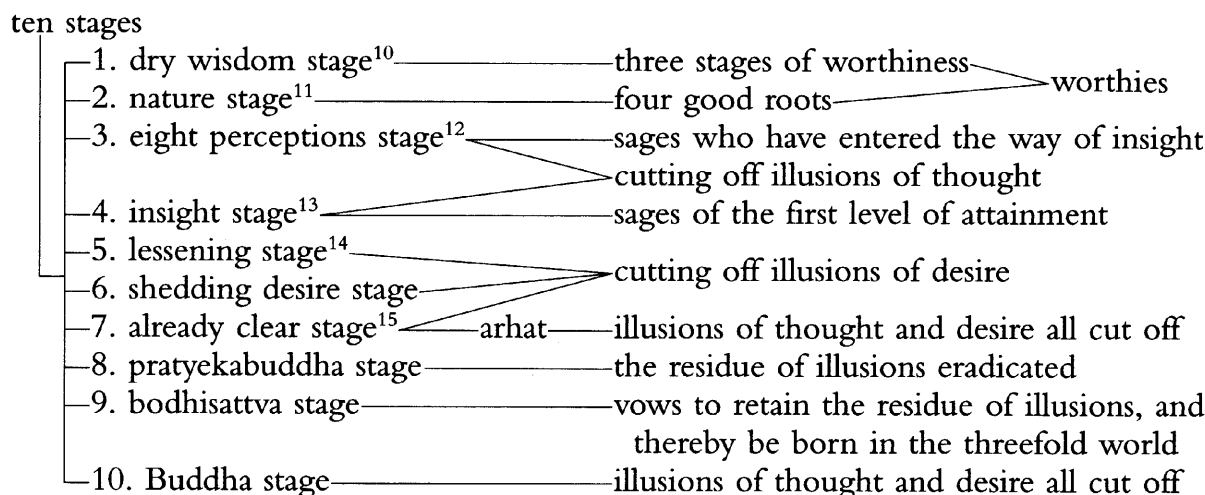 ten stages
1. dry wisdom stage¹⁰ three stages of worthiness
worthies
2. nature stage¹¹ four good roots
3. eight perceptions stage¹² sages who have entered the way of insight
cutting off illusions of thought
4. insight stage¹³ sages of the first level of attainment
5. lessening stage¹⁴
cutting off illusions of desire
6. shedding desire stage
7. already clear stage¹⁵ arhat illusions of thought and desire all cut off
8. pratyekabuddha stage the residue of illusions eradicated
9. bodhisattva stage vows to retain the residue of illusions, and
thereby be born in the threefold world
10. Buddha stage illusions of thought and desire all cut off